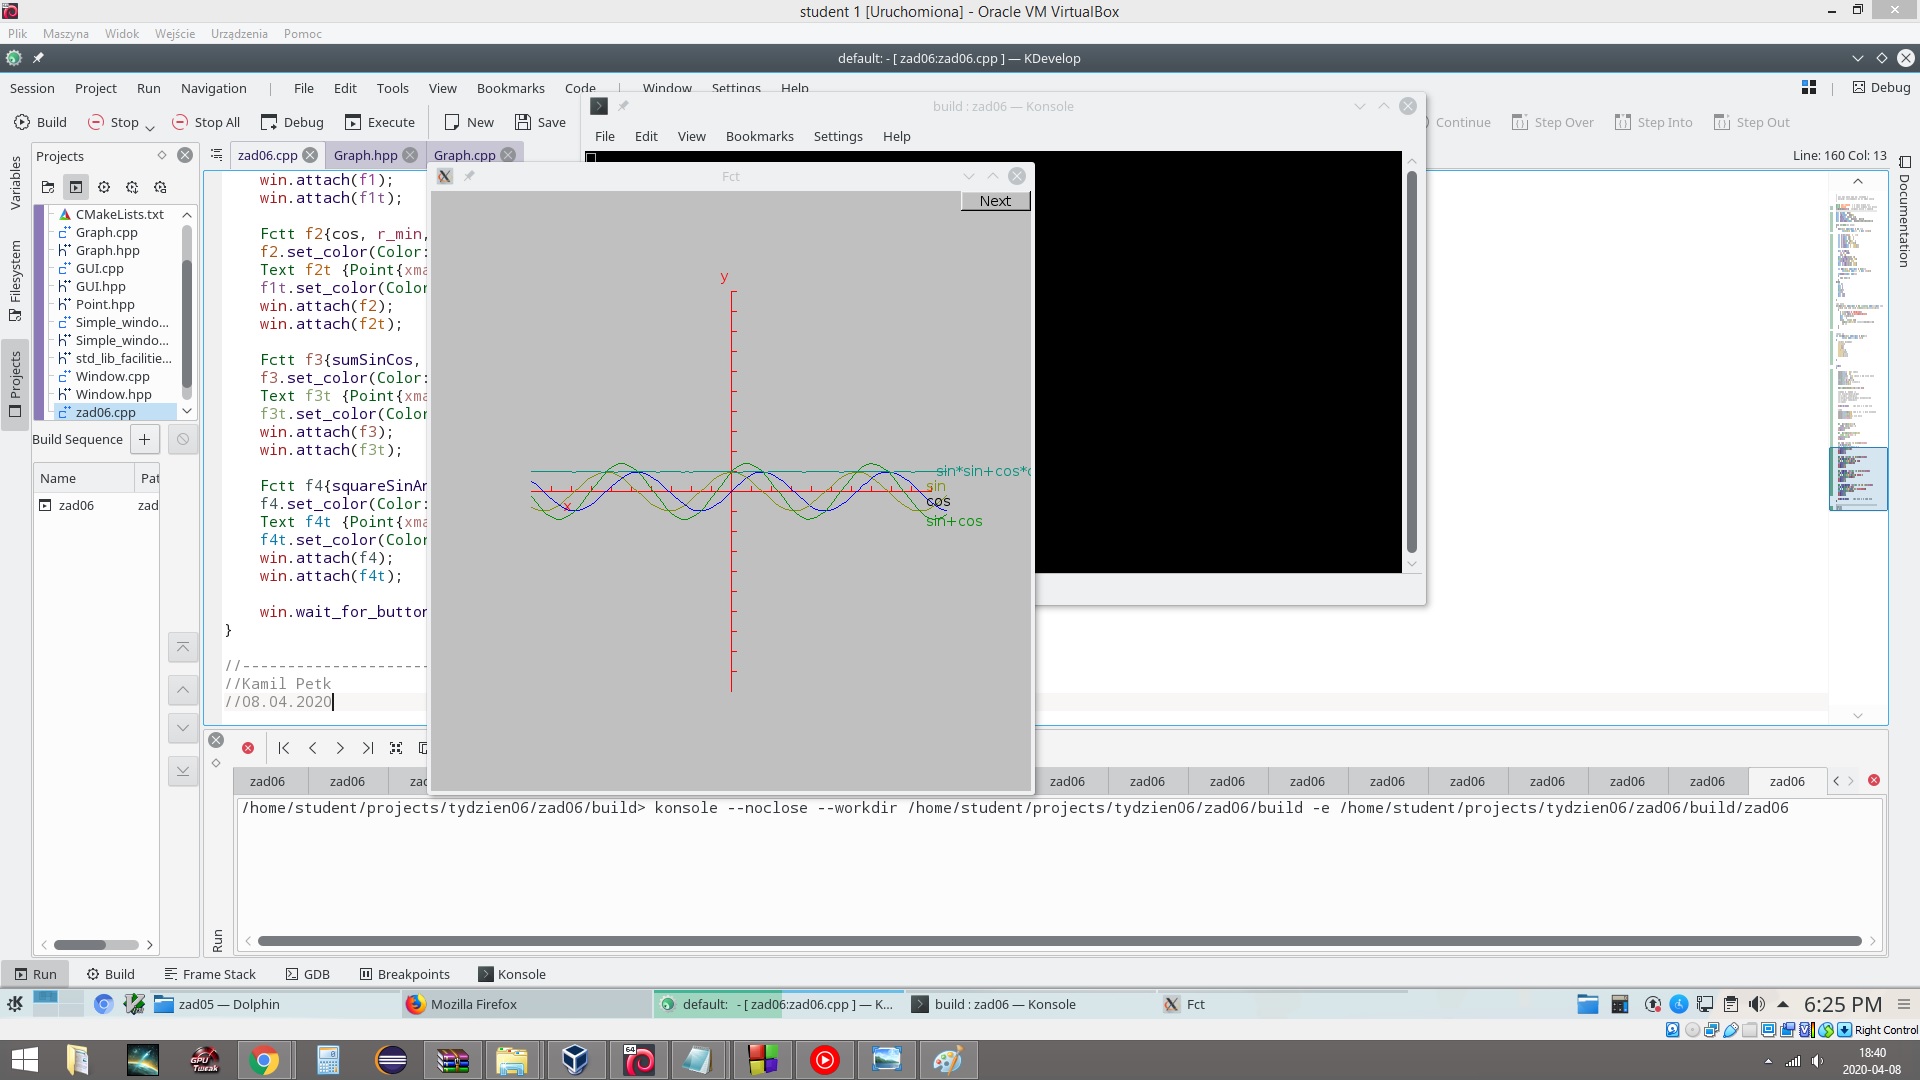 student 1 [Uruchomiona] - Oracle VM VirtualBox
Plik Maszyna Widok Wejście Urządzenia Pomoc
default: - [ zad06:zad06.cpp ] — KDevelop
Session Project Run Navigation | File Edit Tools View Bookmarks Code | Window Settings Help Debug
Build Stop Stop All Debug Execute New Save Continue Step Over Step Into Step Out
build : zad06 — Konsole
File Edit View Bookmarks Settings Help
Projects
zad06.cpp Graph.hpp Graph.cpp
Line: 160 Col: 13
Variables
Filesystem
Projects
Documentation
CMakeLists.txt
Graph.cpp
Graph.hpp
GUI.cpp
GUI.hpp
Point.hpp
Simple_windo...
Simple_windo...
std_lib_facilitie...
Window.cpp
Window.hpp
zad06.cpp
Build Sequence
Name Pat
zad06 zad
win.attach(f1);
win.attach(f1t);
Fctt f2{cos, r_min,
f2.set_color(Color:
Text f2t {Point{xma
f1t.set_color(Color
win.attach(f2);
win.attach(f2t);
Fctt f3{sumSinCos,
f3.set_color(Color:
Text f3t {Point{xma
f3t.set_color(Color
win.attach(f3);
win.attach(f3t);
Fctt f4{squareSinAn
f4.set_color(Color:
Text f4t {Point{xma
f4t.set_color(Color
win.attach(f4);
win.attach(f4t);
win.wait_for_button
}
//---------------------
//Kamil Petk
//08.04.2020
Fct
Next
y
x
sin*sin+cos*c
sin
cos
sin+cos
zad06 zad06 zad06 zad06 zad06 zad06 zad06 zad06 zad06 zad06 zad06
/home/student/projects/tydzien06/zad06/build> konsole --noclose --workdir /home/student/projects/tydzien06/zad06/build -e /home/student/projects/tydzien06/zad06/build/zad06
Run
Run Build Frame Stack GDB Breakpoints Konsole
zad05 — Dolphin Mozilla Firefox default: - [ zad06:zad06.cpp ] — K... build : zad06 — Konsole Fct 6:25 PM
Right Control
GPU Tweak
64
18:40
2020-04-08